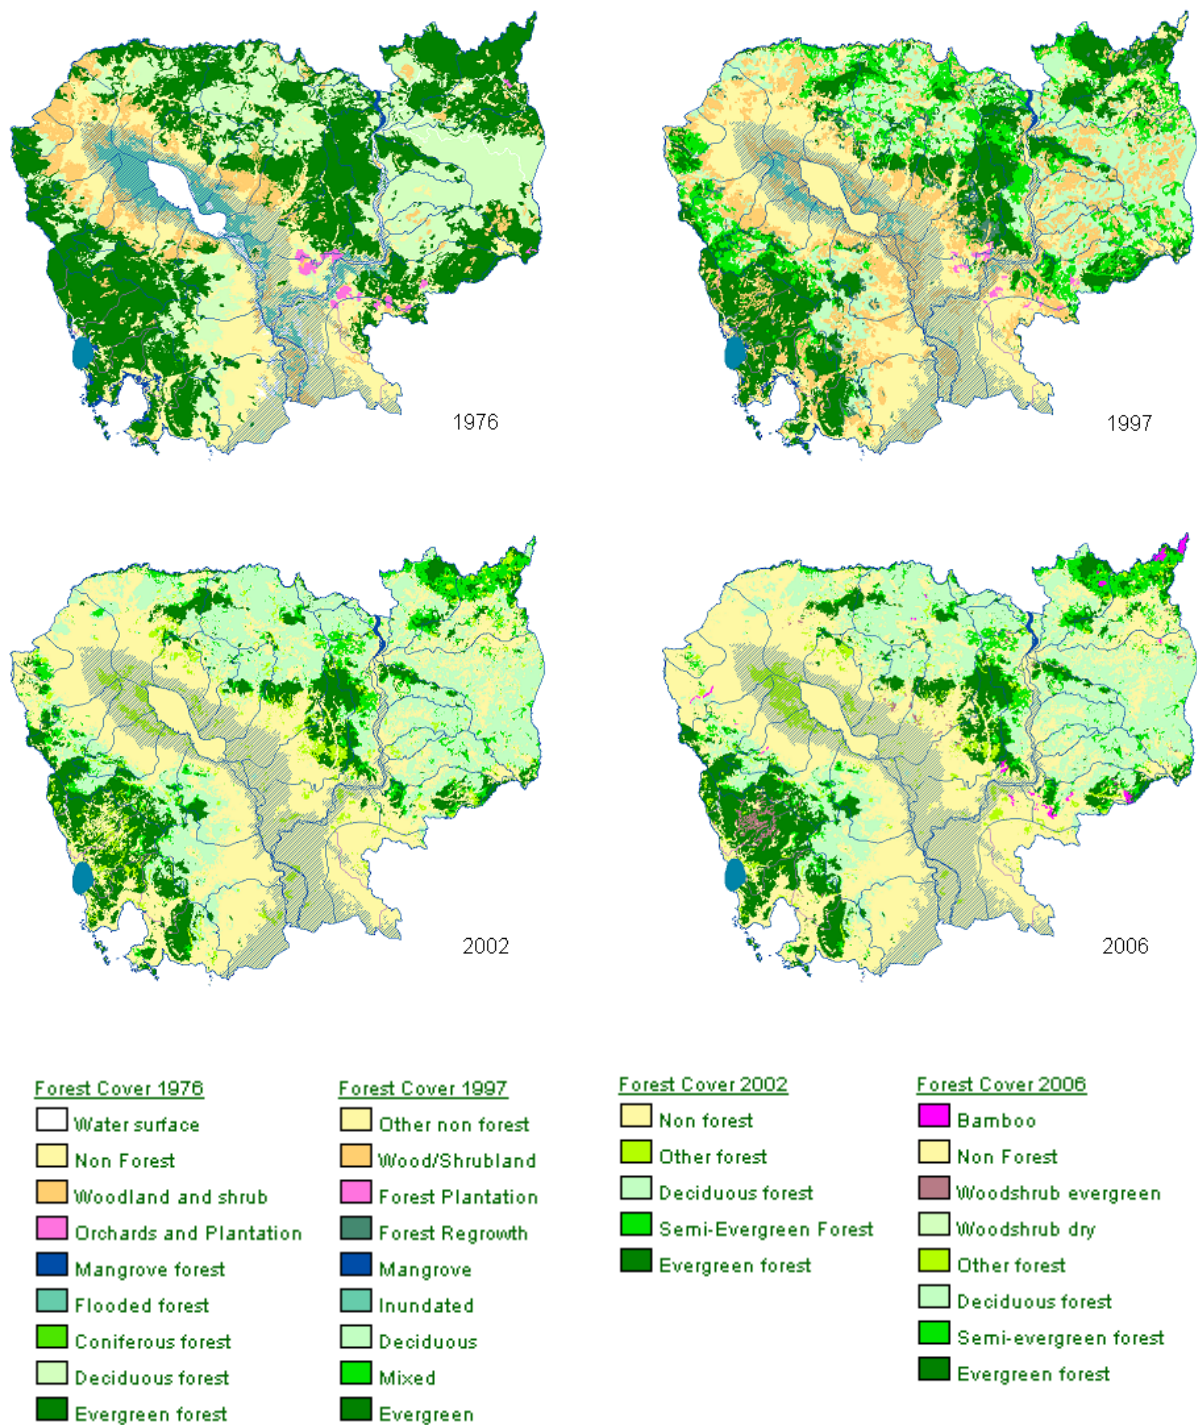 1976
1997
2002
2006
Forest Cover 1976
Water surface
Non Forest
Woodland and shrub
Orchards and Plantation
Mangrove forest
Flooded forest
Coniferous forest
Deciduous forest
Evergreen forest
Forest Cover 1997
Other non forest
Wood/Shrubland
Forest Plantation
Forest Regrowth
Mangrove
Inundated
Deciduous
Mixed
Evergreen
Forest Cover 2002
Non forest
Other forest
Deciduous forest
Semi-Evergreen Forest
Evergreen forest
Forest Cover 2006
Bamboo
Non Forest
Woodshrub evergreen
Woodshrub dry
Other forest
Deciduous forest
Semi-evergreen forest
Evergreen forest